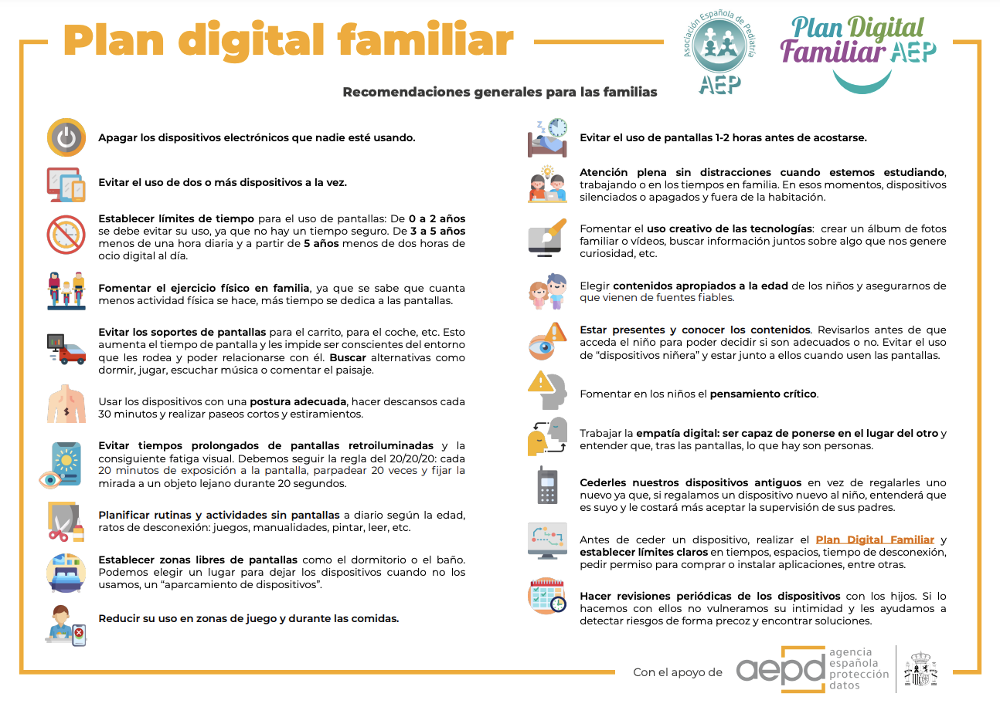 Plan digital familiar
Asociación Española de Pediatría
AEP
Plan Digital
Familiar AEP
Recomendaciones generales para las familias
Apagar los dispositivos electrónicos que nadie esté usando.
Evitar el uso de dos o más dispositivos a la vez.
Establecer límites de tiempo para el uso de pantallas: De 0 a 2 años
se debe evitar su uso, ya que no hay un tiempo seguro. De 3 a 5 años
menos de una hora diaria y a partir de 5 años menos de dos horas de
ocio digital al día.
Fomentar el ejercicio físico en familia, ya que se sabe que cuanta
menos actividad física se hace, más tiempo se dedica a las pantallas.
Evitar los soportes de pantallas para el carrito, para el coche, etc. Esto
aumenta el tiempo de pantalla y les impide ser conscientes del entorno
que les rodea y poder relacionarse con él. Buscar alternativas como
dormir, jugar, escuchar música o comentar el paisaje.
Usar los dispositivos con una postura adecuada, hacer descansos cada
30 minutos y realizar paseos cortos y estiramientos.
Evitar tiempos prolongados de pantallas retroiluminadas y la
consiguiente fatiga visual. Debemos seguir la regla del 20/20/20: cada
20 minutos de exposición a la pantalla, parpadear 20 veces y fijar la
mirada a un objeto lejano durante 20 segundos.
Planificar rutinas y actividades sin pantallas a diario según la edad,
ratos de desconexión: juegos, manualidades, pintar, leer, etc.
Establecer zonas libres de pantallas como el dormitorio o el baño.
Podemos elegir un lugar para dejar los dispositivos cuando no los
usamos, un “aparcamiento de dispositivos”.
Reducir su uso en zonas de juego y durante las comidas.
Evitar el uso de pantallas 1-2 horas antes de acostarse.
Atención plena sin distracciones cuando estemos estudiando,
trabajando o en los tiempos en familia. En esos momentos, dispositivos
silenciados o apagados y fuera de la habitación.
Fomentar el uso creativo de las tecnologías: crear un álbum de fotos
familiar o vídeos, buscar información juntos sobre algo que nos genere
curiosidad, etc.
Elegir contenidos apropiados a la edad de los niños y asegurarnos de
que vienen de fuentes fiables.
Estar presentes y conocer los contenidos. Revisarlos antes de que
acceda el niño para poder decidir si son adecuados o no. Evitar el uso
de “dispositivos niñera” y estar junto a ellos cuando usen las pantallas.
Fomentar en los niños el pensamiento crítico.
Trabajar la empatía digital: ser capaz de ponerse en el lugar del otro y
entender que, tras las pantallas, lo que hay son personas.
Cederles nuestros dispositivos antiguos en vez de regalarles uno
nuevo ya que, si regalamos un dispositivo nuevo al niño, entenderá que
es suyo y le costará más aceptar la supervisión de sus padres.
Antes de ceder un dispositivo, realizar el Plan Digital Familiar y
establecer límites claros en tiempos, espacios, tiempo de desconexión,
pedir permiso para comprar o instalar aplicaciones, entre otras.
Hacer revisiones periódicas de los dispositivos con los hijos. Si lo
hacemos con ellos no vulneramos su intimidad y les ayudamos a
detectar riesgos de forma precoz y encontrar soluciones.
Con el apoyo de
aepd
agencia
española
protección
datos